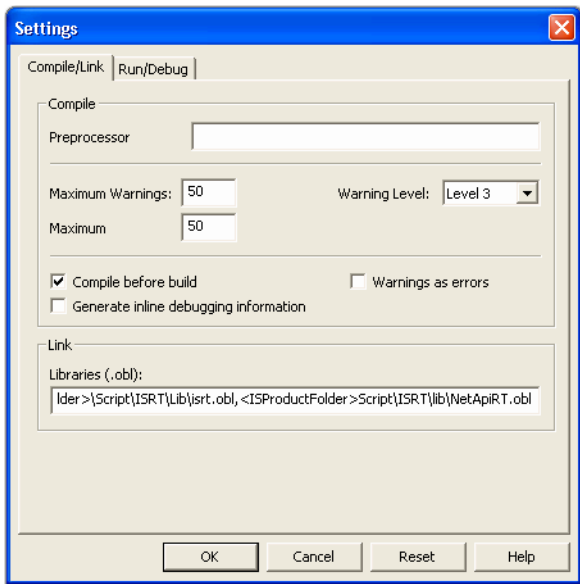 Settings
Compile/Link Run/Debug
Compile
Preprocessor
Maximum Warnings: 50 Warning Level: Level 3
Maximum 50
Compile before build Warnings as errors
Generate inline debugging information
Link
Libraries (.obl):
lder>\Script\ISRT\Lib\isrt.obl, <ISProductFolder>Script\ISRT\lib\NetApiRT.obl
OK Cancel Reset Help